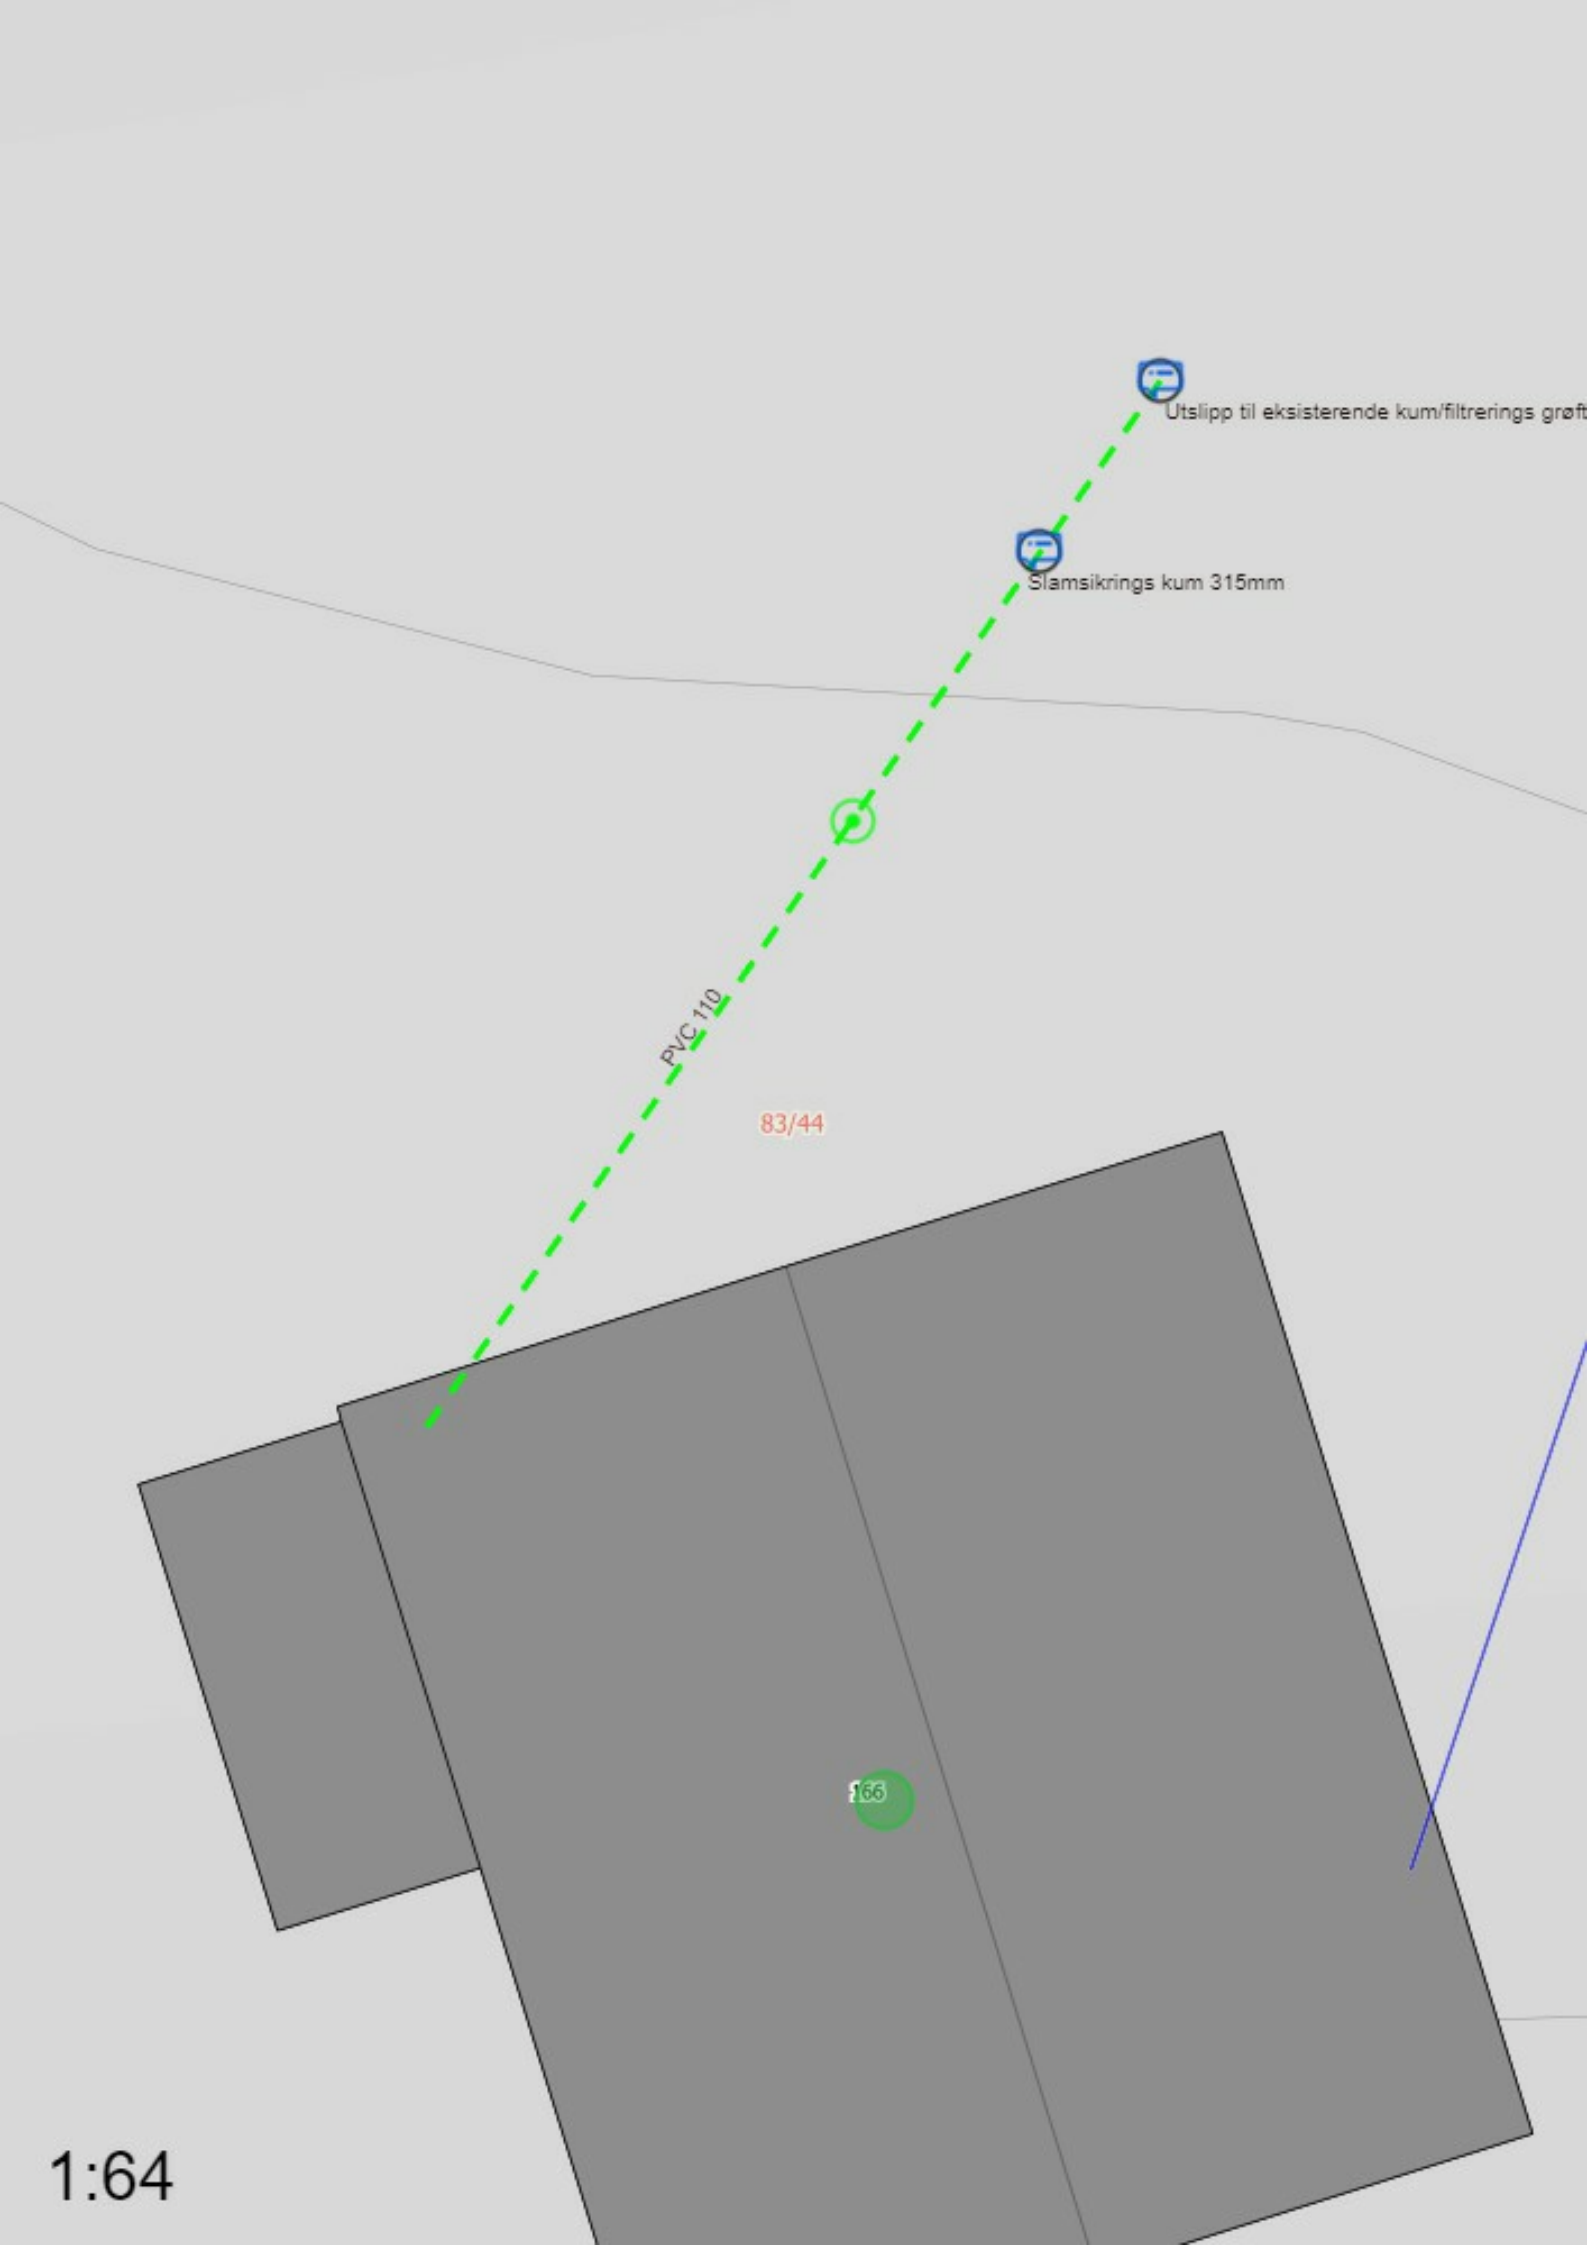 Utslipp til eksisterende kum/filtrerings grøft
Slamsikrings kum 315mm
PVC 110
83/44
1:64